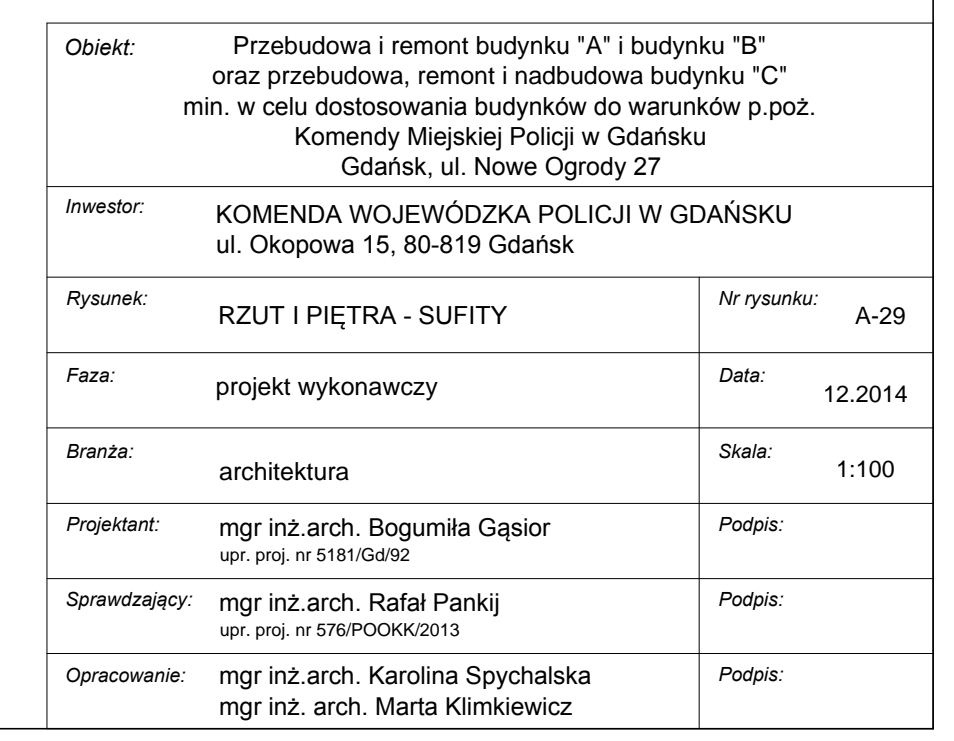 Obiekt: Przebudowa i remont budynku "A" i budynku "B"
oraz przebudowa, remont i nadbudowa budynku "C"
min. w celu dostosowania budynków do warunków p.poż.
Komendy Miejskiej Policji w Gdańsku
Gdańsk, ul. Nowe Ogrody 27
Inwestor: KOMENDA WOJEWÓDZKA POLICJI W GDAŃSKU
ul. Okopowa 15, 80-819 Gdańsk
Rysunek: RZUT I PIĘTRA - SUFITY
Nr rysunku: A-29
Faza: projekt wykonawczy
Data: 12.2014
Branża: architektura
Skala: 1:100
Projektant: mgr inż.arch. Bogumiła Gąsior
upr. proj. nr 5181/Gd/92
Podpis:
Sprawdzający: mgr inż.arch. Rafał Pankij
upr. proj. nr 576/POOKK/2013
Podpis:
Opracowanie: mgr inż.arch. Karolina Spychalska
mgr inż. arch. Marta Klimkiewicz
Podpis: